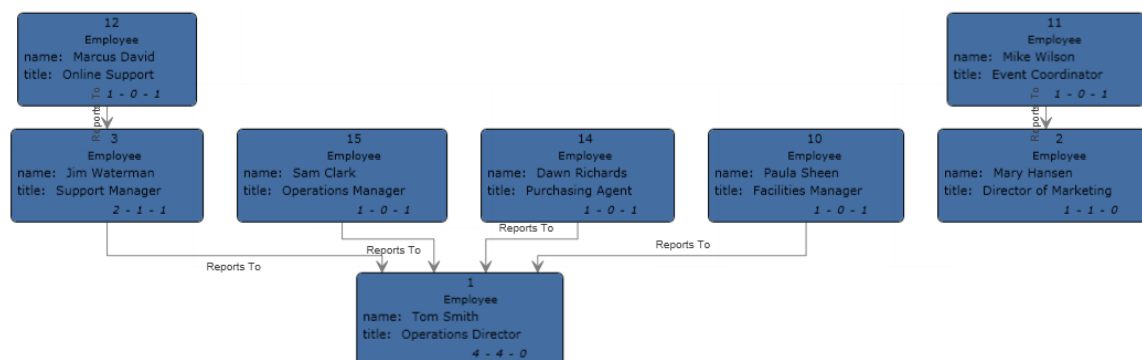 12
Employee
name: Marcus David
title: Online Support
1 - 0 - 1
11
Employee
name: Mike Wilson
title: Event Coordinator
1 - 0 - 1
Reports To
Reports To
3
Employee
name: Jim Waterman
title: Support Manager
2 - 1 - 1
15
Employee
name: Sam Clark
title: Operations Manager
1 - 0 - 1
14
Employee
name: Dawn Richards
title: Purchasing Agent
1 - 0 - 1
10
Employee
name: Paula Sheen
title: Facilities Manager
1 - 0 - 1
2
Employee
name: Mary Hansen
title: Director of Marketing
1 - 1 - 0
Reports To
Reports To
Reports To
Reports To
1
Employee
name: Tom Smith
title: Operations Director
4 - 4 - 0